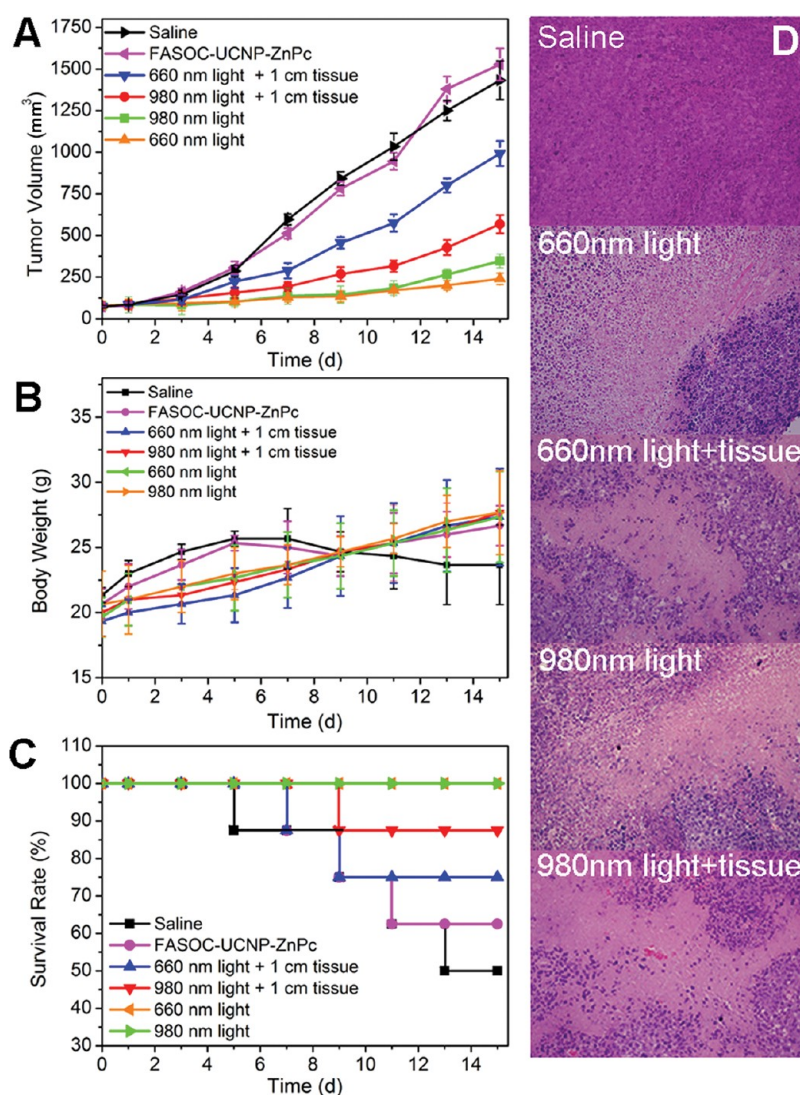 A
Tumor Volume (mm³)
1750
1500
1250
1000
750
500
250
0
Saline
FASOC-UCNP-ZnPc
660 nm light + 1 cm tissue
980 nm light + 1 cm tissue
980 nm light
660 nm light
0 2 4 6 8 10 12 14
Time (d)
B
Body Weight (g)
35
30
25
20
15
Saline
FASOC-UCNP-ZnPc
660 nm light + 1 cm tissue
980 nm light + 1 cm tissue
660 nm light
980 nm light
0 2 4 6 8 10 12 14
Time (d)
C
Survival Rate (%)
110
100
90
80
70
60
50
40
30
Saline
FASOC-UCNP-ZnPc
660 nm light + 1 cm tissue
980 nm light + 1 cm tissue
660 nm light
980 nm light
0 2 4 6 8 10 12 14
Time (d)
D
Saline
660nm light
660nm light+tissue
980nm light
980nm light+tissue